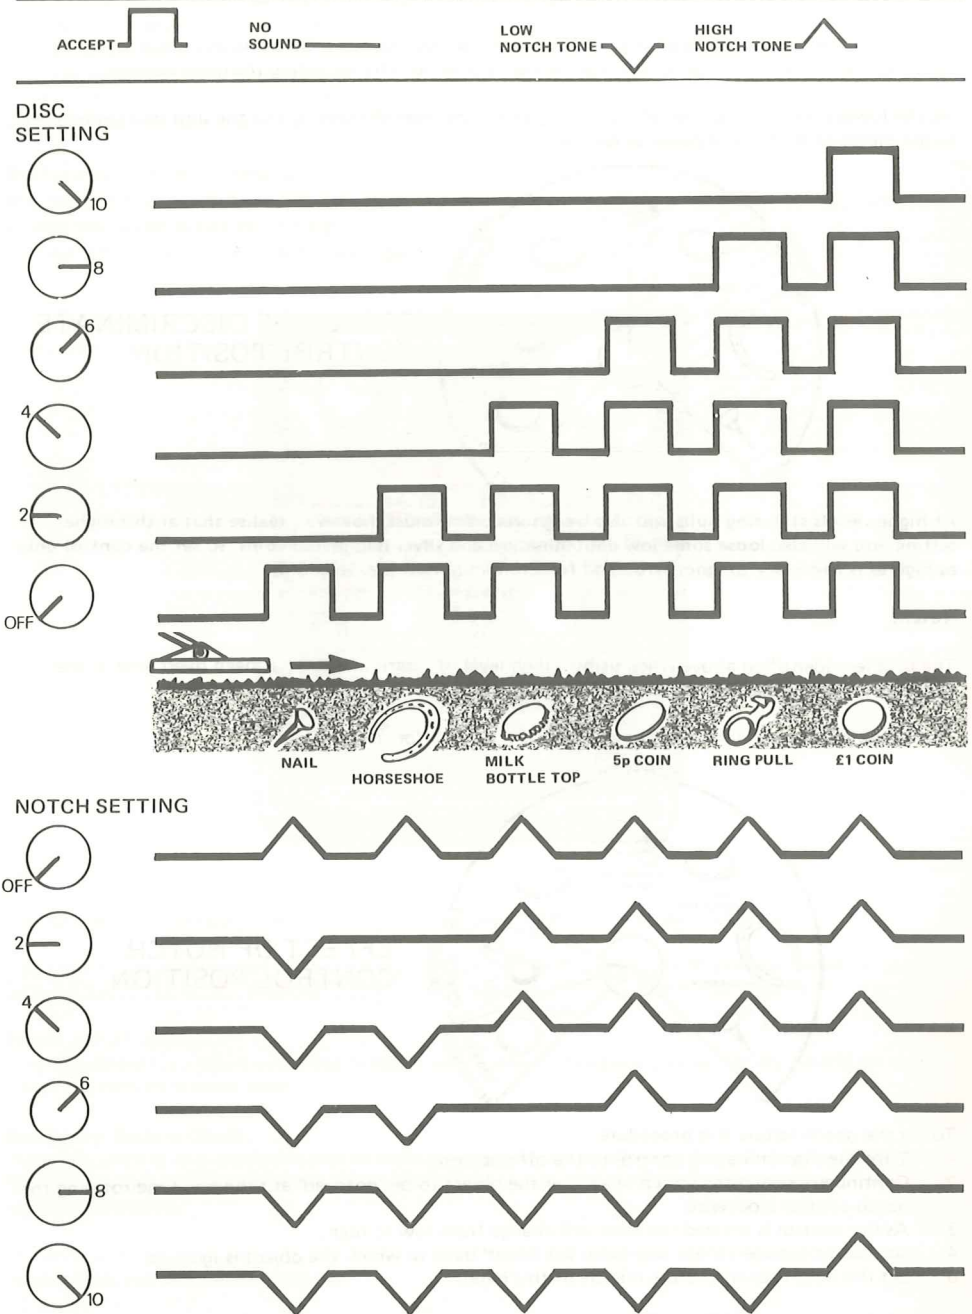 ACCEPT
NO
SOUND
LOW
NOTCH TONE
HIGH
NOTCH TONE
DISC
SETTING
10
8
6
4
2
OFF
NAIL
HORSESHOE
MILK
BOTTLE TOP
5p COIN
RING PULL
£1 COIN
NOTCH SETTING
OFF
2
4
6
8
10